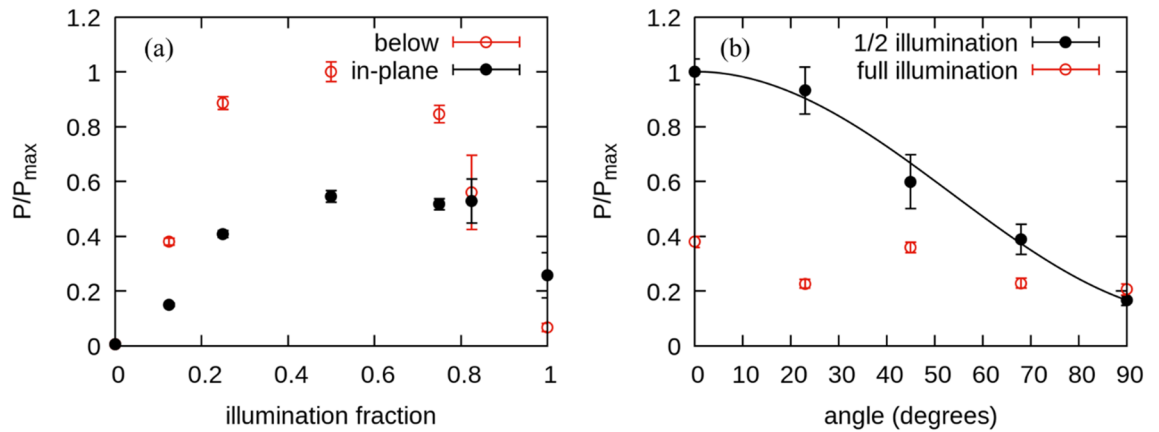 (a)
below
in-plane
P/Pmax
1.2
1
0.8
0.6
0.4
0.2
0
0 0.2 0.4 0.6 0.8 1
illumination fraction
(b)
1/2 illumination
full illumination
P/Pmax
1.2
1
0.8
0.6
0.4
0.2
0
0 10 20 30 40 50 60 70 80 90
angle (degrees)